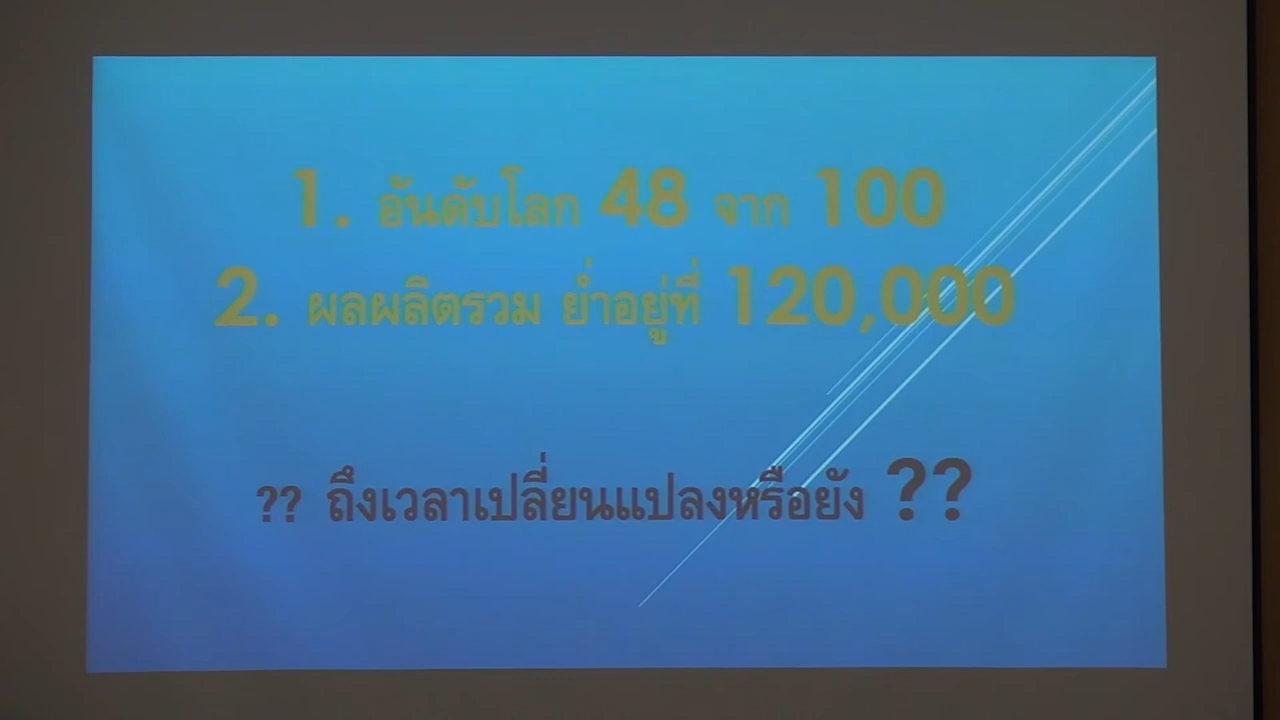 1. อันดับโลก 48 จาก 100
2. ผลผลิตรวม ย่ำอยู่ที่ 120,000
?? ถึงเวลาเปลี่ยนแปลงหรือยัง ??